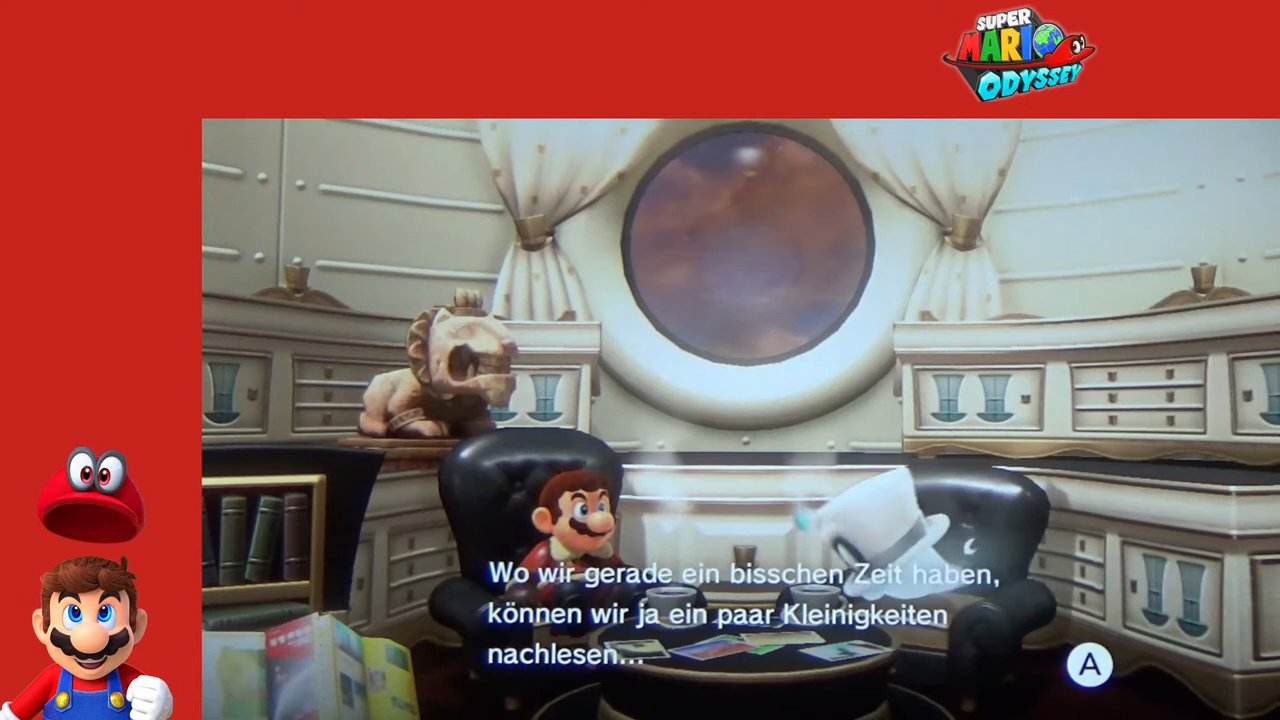 SUPER
MARIO
ODYSSEY
Wo wir gerade ein bisschen Zeit haben,
können wir ja ein paar Kleinigkeiten
nachlesen...
A